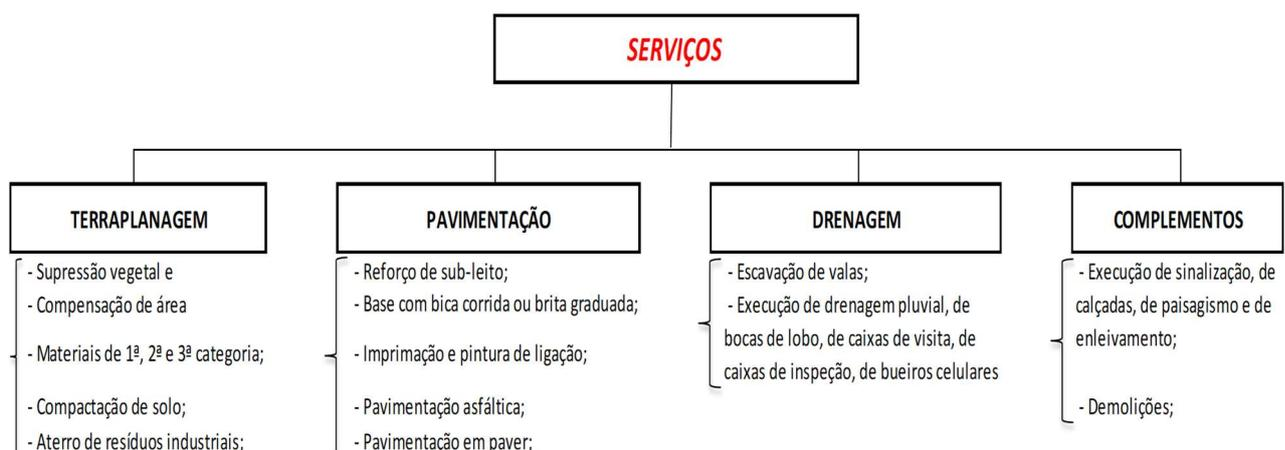 SERVIÇOS
TERRAPLANAGEM
- Supressão vegetal e
- Compensação de área
- Materiais de 1ª, 2ª e 3ª categoria;
- Compactação de solo;
- Aterro de resíduos industriais;
PAVIMENTAÇÃO
- Reforço de sub-leito;
- Base com bica corrida ou brita graduada;
- Imprimação e pintura de ligação;
- Pavimentação asfáltica;
- Pavimentação em paver;
DRENAGEM
- Escavação de valas;
- Execução de drenagem pluvial, de
bocas de lobo, de caixas de visita, de
caixas de inspeção, de bueiros celulares
COMPLEMENTOS
- Execução de sinalização, de
calçadas, de paisagismo e de
enleivamento;
- Demolições;